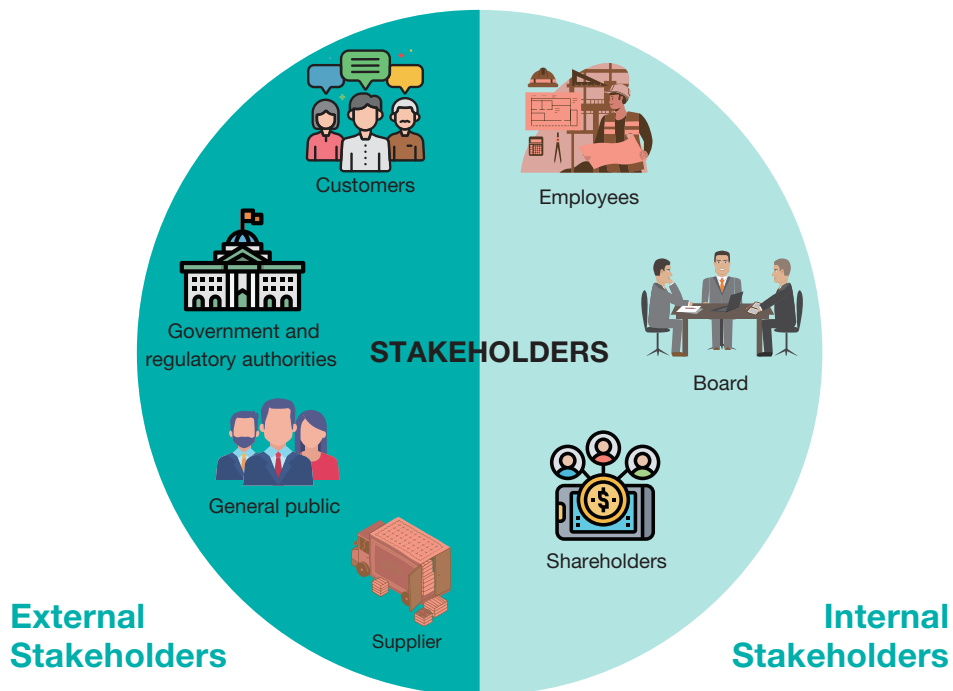 Customers
Government and
regulatory authorities
General public
Supplier
STAKEHOLDERS
Employees
Board
Shareholders
External
Stakeholders
Internal
Stakeholders